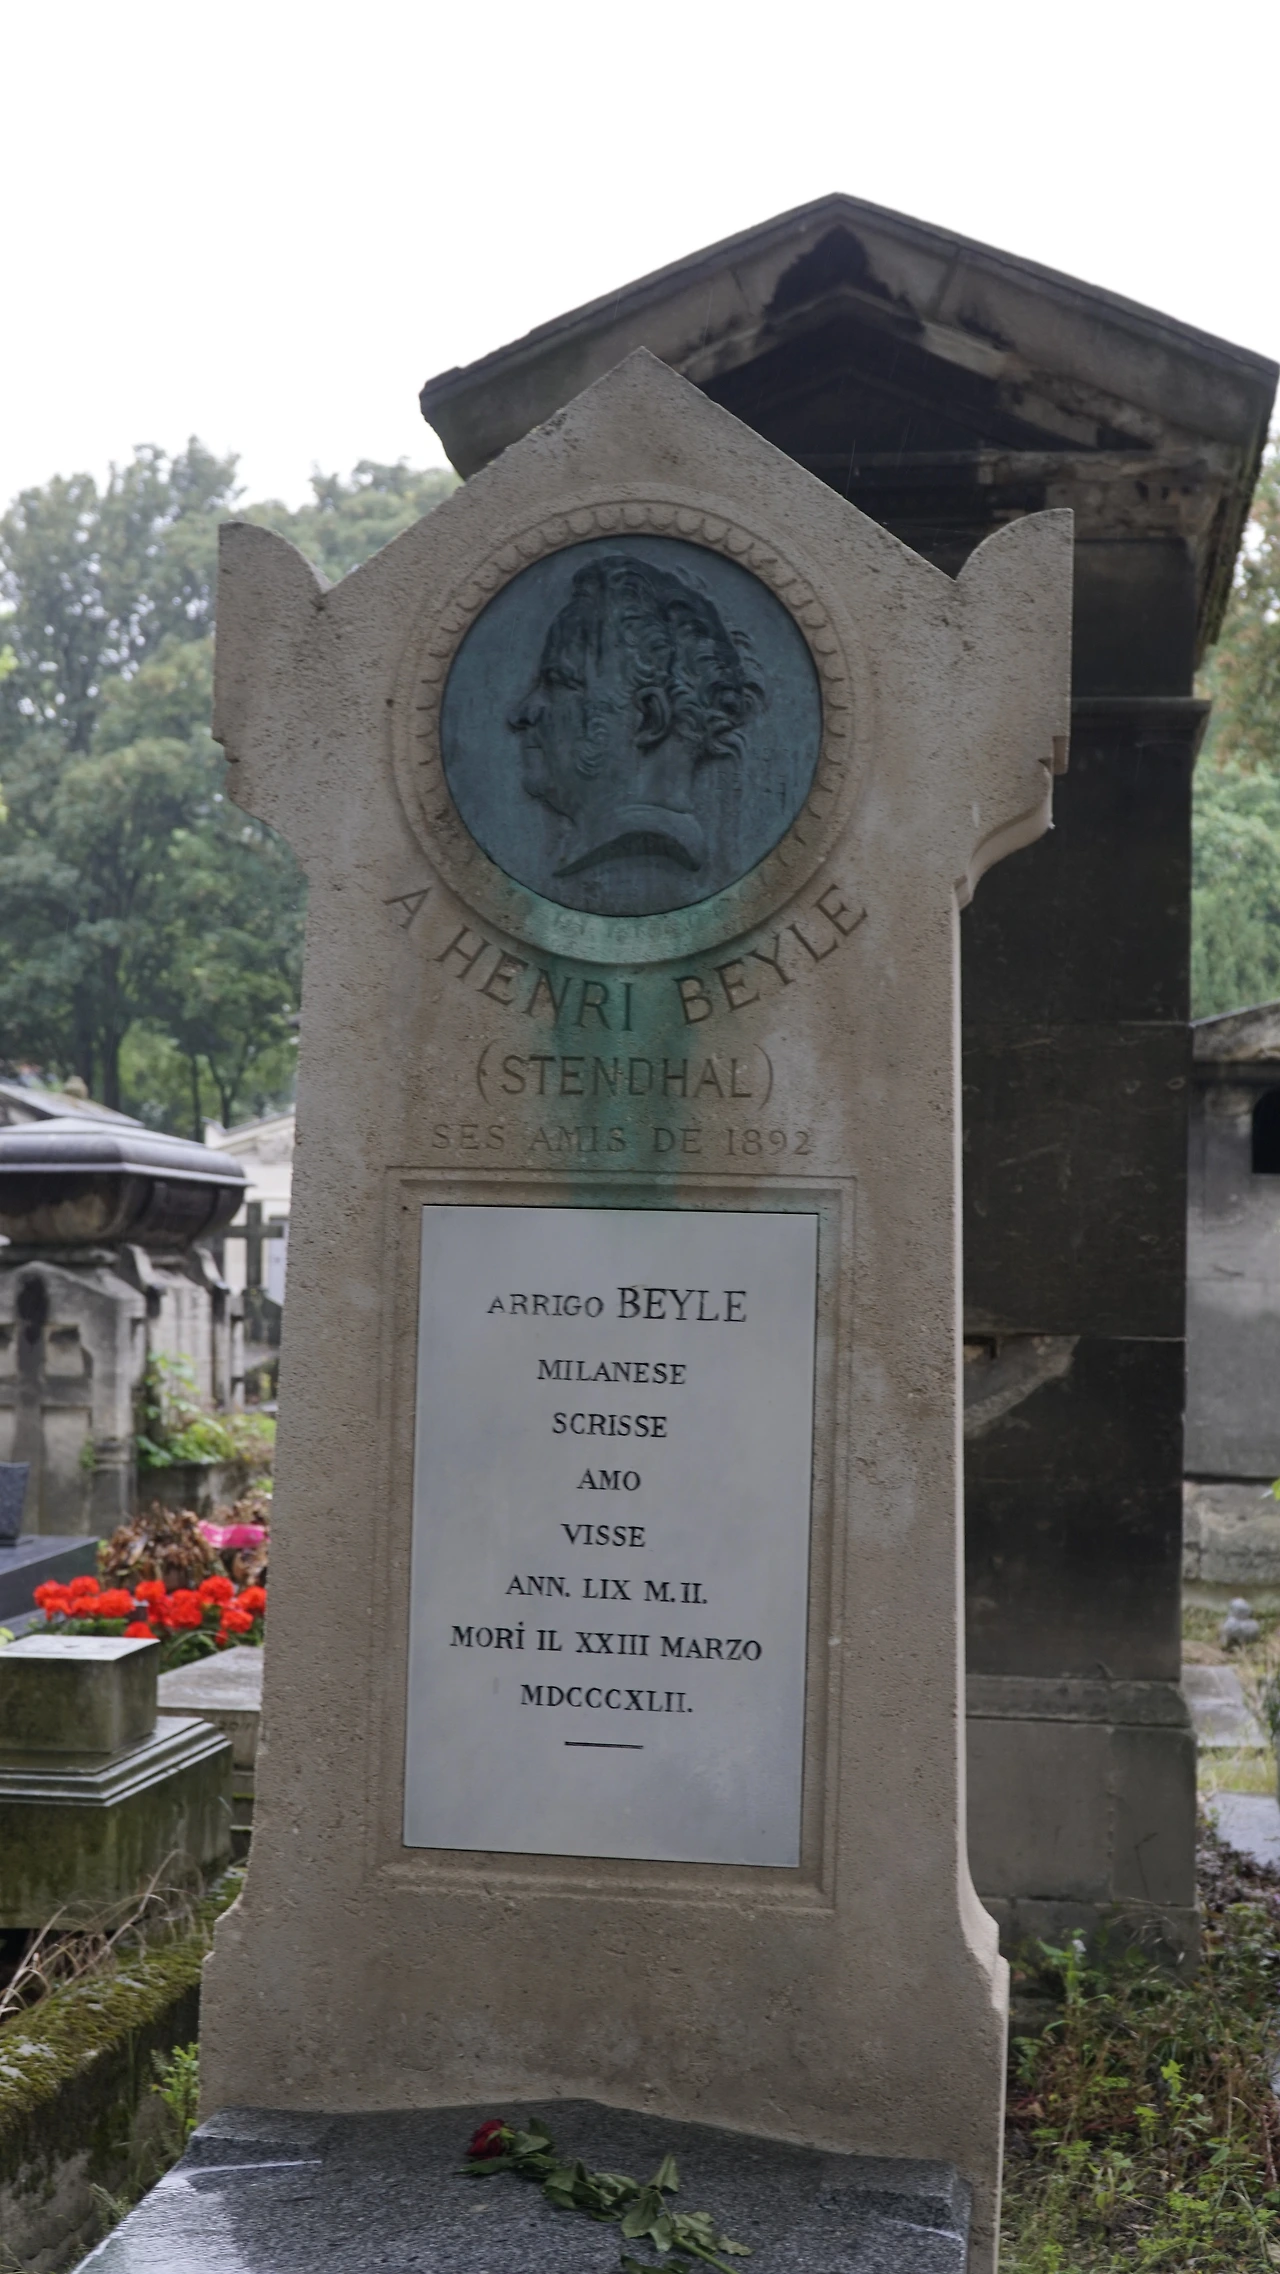 A HENRI BEYLE
(STENDHAL)
SES AMIS DE 1892
ARRIGO BEYLE
MILANESE
SCRISSE
AMO
VISSE
ANN. LIX M. II.
MORÌ IL XXIII MARZO
MDCCCXLII.